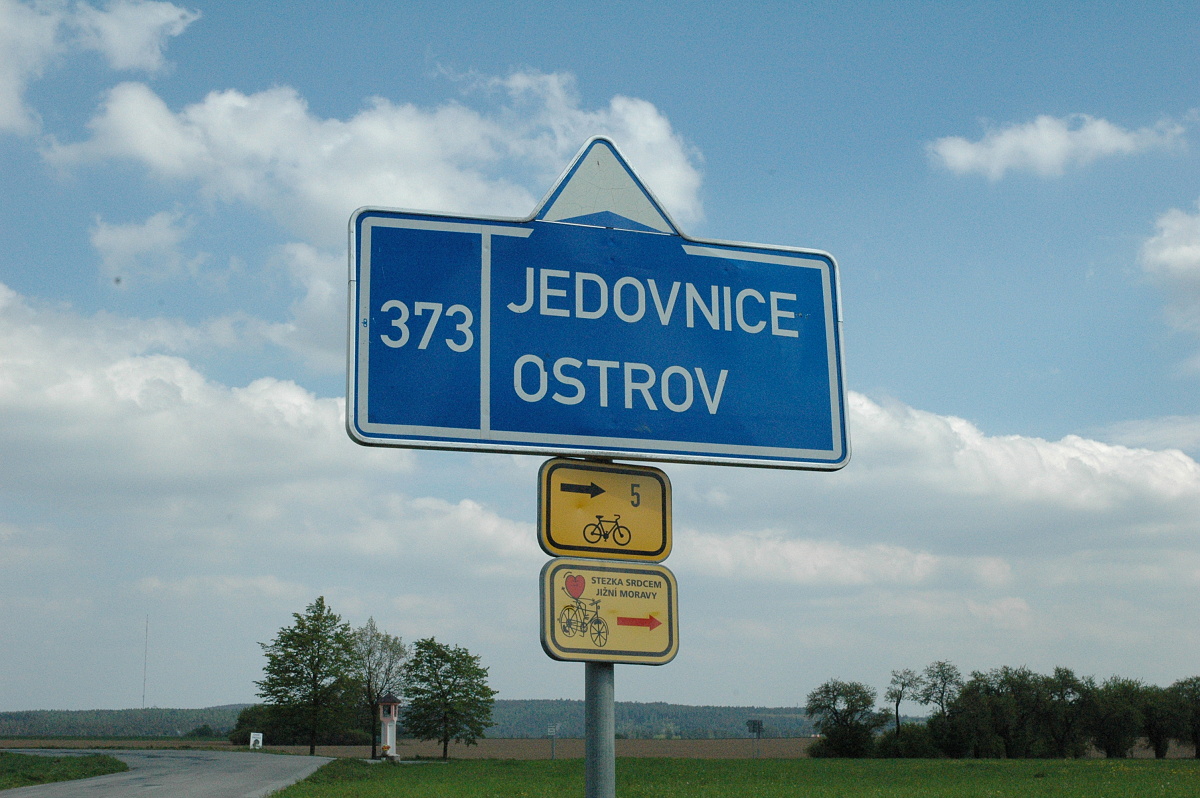 373
JEDOVNICE
OSTROV
5
STEZKA SRDCEM
JIŽNÍ MORAVY